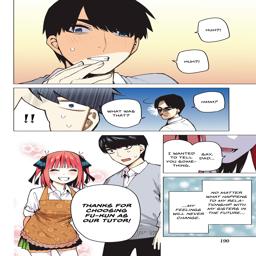 HUH?!
HUH?!
HMM?
WHAT WAS
THAT?
!!
SAY,
DAD...
I WANTED
TO TELL
YOU SOME-
THING.
THANKS FOR
CHOOSING
FU-KUN AS
OUR TUTOR!
...NO MATTER
WHAT HAPPENS
TO MY RELA-
TIONSHIP WITH
MY SISTERS IN
THE FUTURE...
...MY
FEELINGS WILL
NEVER
CHANGE.
190